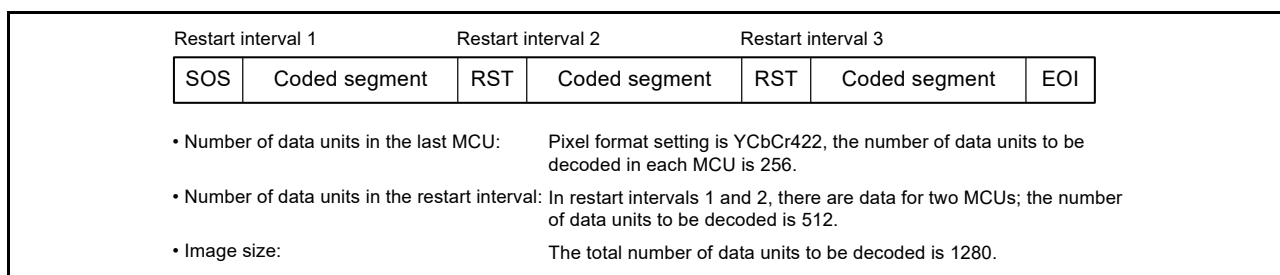 Restart interval 1 Restart interval 2 Restart interval 3
SOS Coded segment RST Coded segment RST Coded segment EOI
• Number of data units in the last MCU: Pixel format setting is YCbCr422, the number of data units to be
decoded in each MCU is 256.
• Number of data units in the restart interval: In restart intervals 1 and 2, there are data for two MCUs; the number
of data units to be decoded is 512.
• Image size: The total number of data units to be decoded is 1280.